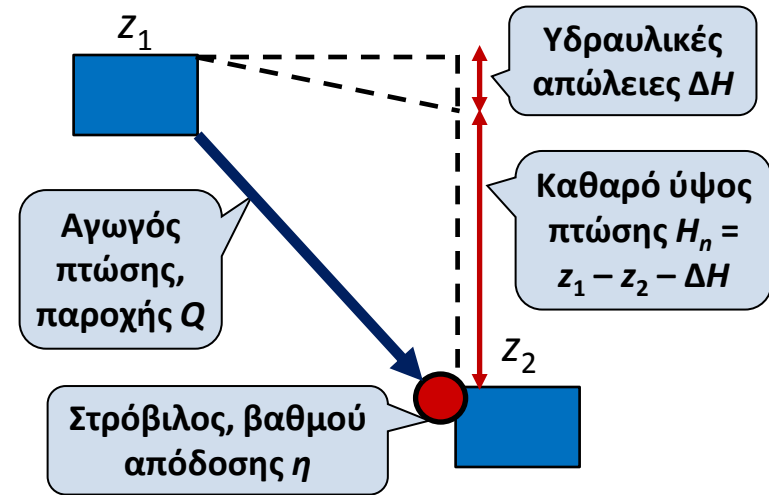 z1
Υδραυλικές
απώλειες ΔH
Αγωγός
πτώσης,
παροχής Q
Καθαρό ύψος
πτώσης Hn =
z1 – z2 – ΔH
z2
Στρόβιλος, βαθμού
απόδοσης η